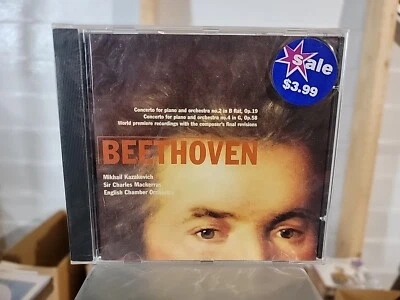 sale
$3.99
Concerto for piano and orchestra no.2 in B flat, Op.19
Concerto for piano and orchestra no.4 in G, Op.58
World premiere recordings with the composer's final revisions
BEETHOVEN
Mikhail Kazakevich
Sir Charles Mackerras
English Chamber Orchestra